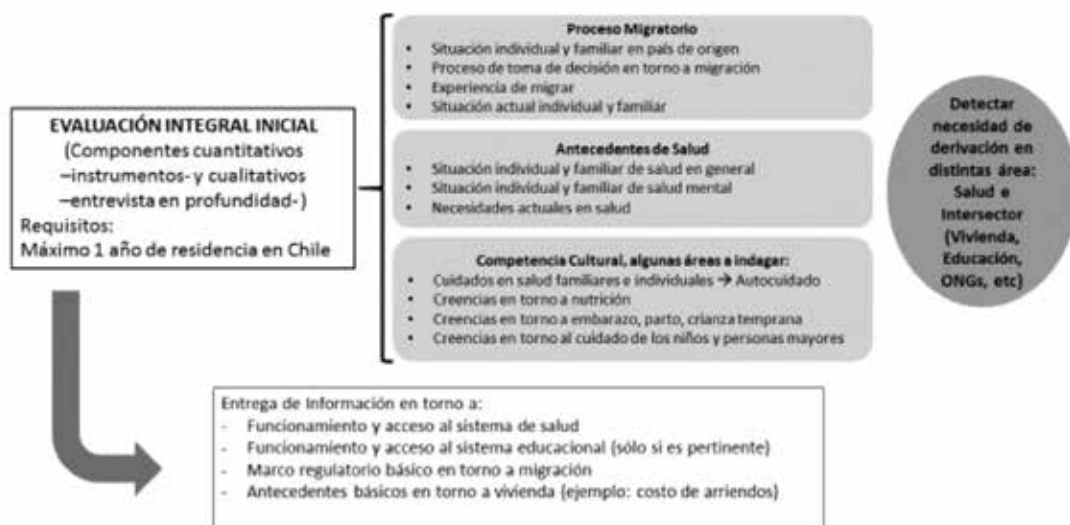 EVALUACIÓN INTEGRAL INICIAL
(Componentes cuantitativos
–instrumentos- y cualitativos
–entrevista en profundidad- )
Requisitos:
Máximo 1 año de residencia en Chile
Proceso Migratorio
• Situación individual y familiar en país de origen
• Proceso de toma de decisión en torno a migración
• Experiencia de migrar
• Situación actual individual y familiar
Antecedentes de Salud
• Situación individual y familiar de salud en general
• Situación individual y familiar de salud mental
• Necesidades actuales en salud
Competencia Cultural, algunas áreas a indagar:
• Cuidados en salud familiares e individuales → Autocuidado
• Creencias en torno a nutrición
• Creencias en torno a embarazo, parto, crianza temprana
• Creencias en torno al cuidado de los niños y personas mayores
Detectar
necesidad de
derivación en
distintas área:
Salud e
Intersector
(Vivienda,
Educación,
ONGs, etc)
Entrega de Información en torno a:
- Funcionamiento y acceso al sistema de salud
- Funcionamiento y acceso al sistema educacional (sólo si es pertinente)
- Marco regulatorio básico en torno a migración
- Antecedentes básicos en torno a vivienda (ejemplo: costo de arriendos)